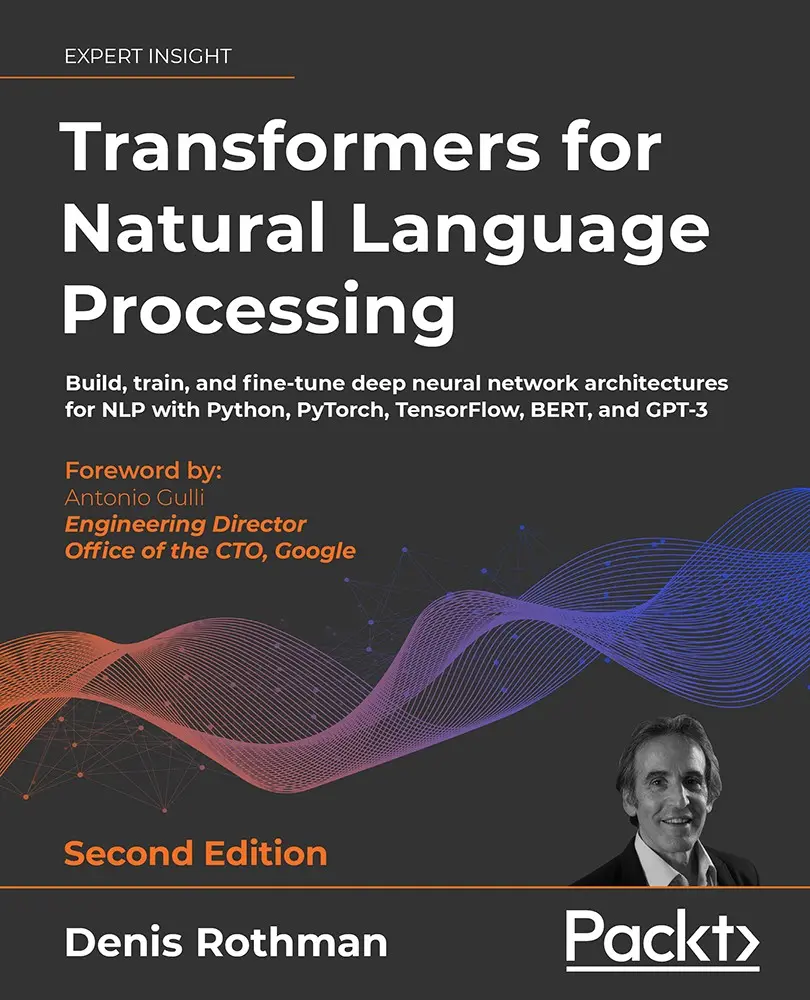 EXPERT INSIGHT
Transformers for
Natural Language
Processing
Build, train, and fine-tune deep neural network architectures
for NLP with Python, PyTorch, TensorFlow, BERT, and GPT-3
Foreword by:
Antonio Gulli
Engineering Director
Office of the CTO, Google
Second Edition
Denis Rothman
Packt>